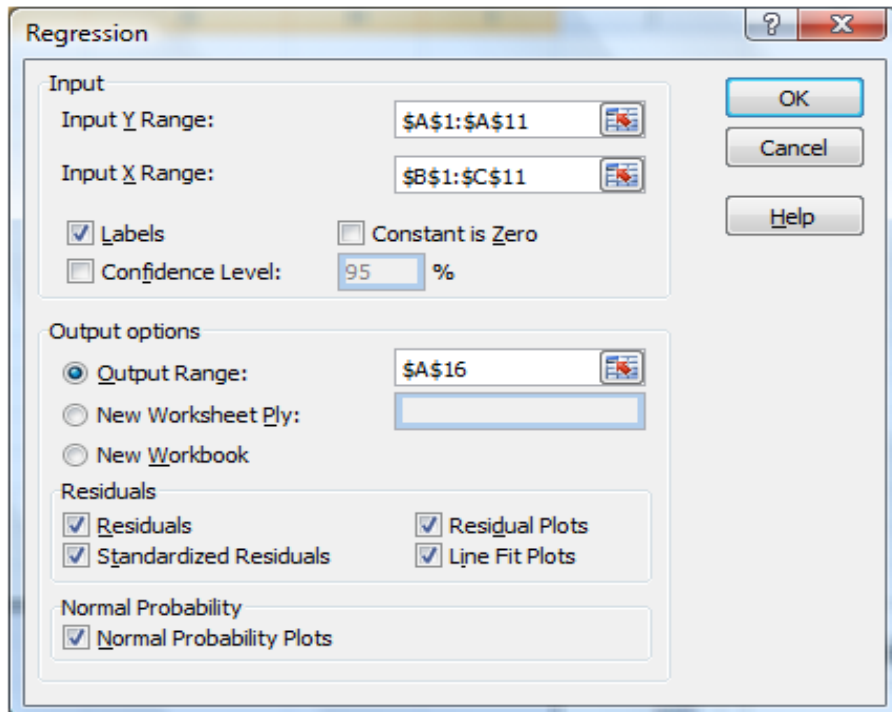 Regression
Input
Input Y Range: $A$1:$A$11
Input X Range: $B$1:$C$11
Labels Constant is Zero
Confidence Level: 95 %
OK
Cancel
Help
Output options
Output Range: $A$16
New Worksheet Ply:
New Workbook
Residuals
Residuals Residual Plots
Standardized Residuals Line Fit Plots
Normal Probability
Normal Probability Plots